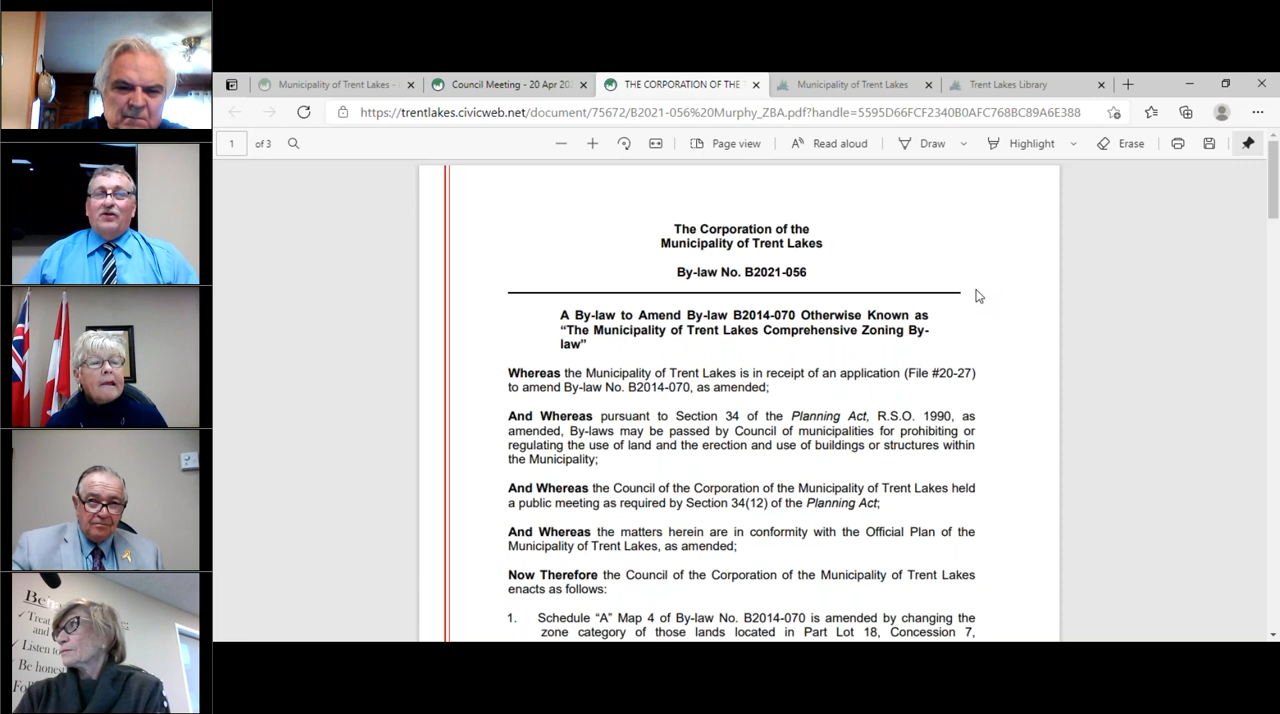 Municipality of Trent Lakes -
Council Meeting - 20 Apr 202
THE CORPORATION OF THE
Municipality of Trent Lakes
Trent Lakes Library
https://trentlakes.civicweb.net/document/75672/B2021-056%20Murphy_ZBA.pdf?handle=5595D66FCF2340B0AFC768BC89A6E388
1 of 3
Page view
Read aloud
Draw
Highlight
Erase
The Corporation of the
Municipality of Trent Lakes
By-law No. B2021-056
A By-law to Amend By-law B2014-070 Otherwise Known as
“The Municipality of Trent Lakes Comprehensive Zoning By-
law”
Whereas the Municipality of Trent Lakes is in receipt of an application (File #20-27)
to amend By-law No. B2014-070, as amended;
And Whereas pursuant to Section 34 of the Planning Act, R.S.O. 1990, as
amended, By-laws may be passed by Council of municipalities for prohibiting or
regulating the use of land and the erection and use of buildings or structures within
the Municipality;
And Whereas the Council of the Corporation of the Municipality of Trent Lakes held
a public meeting as required by Section 34(12) of the Planning Act;
And Whereas the matters herein are in conformity with the Official Plan of the
Municipality of Trent Lakes, as amended;
Now Therefore the Council of the Corporation of the Municipality of Trent Lakes
enacts as follows:
1. Schedule “A” Map 4 of By-law No. B2014-070 is amended by changing the
zone category of those lands located in Part Lot 18, Concession 7,
✓ Treat
and
✓ Listen to
✓ Be hones